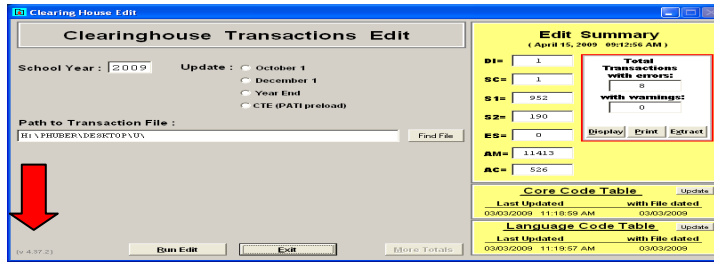 Clearing House Edit
Clearinghouse Transactions Edit
School Year : 2009 Update : October 1
December 1
Year End
CTE (PATI preload)
Path to Transaction File :
H:\PHUBER\DESKTOP\U\ Find File
(v 4.37.2) Run Edit Exit More Totals
Edit Summary
( April 15, 2009 09:12:56 AM )
DI= 1
SC= 1
S1= 952
S2= 190
ES= 0
AM= 11413
AC= 526
Total
Transactions
with errors:
8
with warnings:
0
Display Print Extract
Core Code Table Update
Last Updated with File dated
03/03/2009 11:18:59 AM 03/03/2009
Language Code Table Update
Last Updated with File dated
03/03/2009 11:19:57 AM 03/03/2009